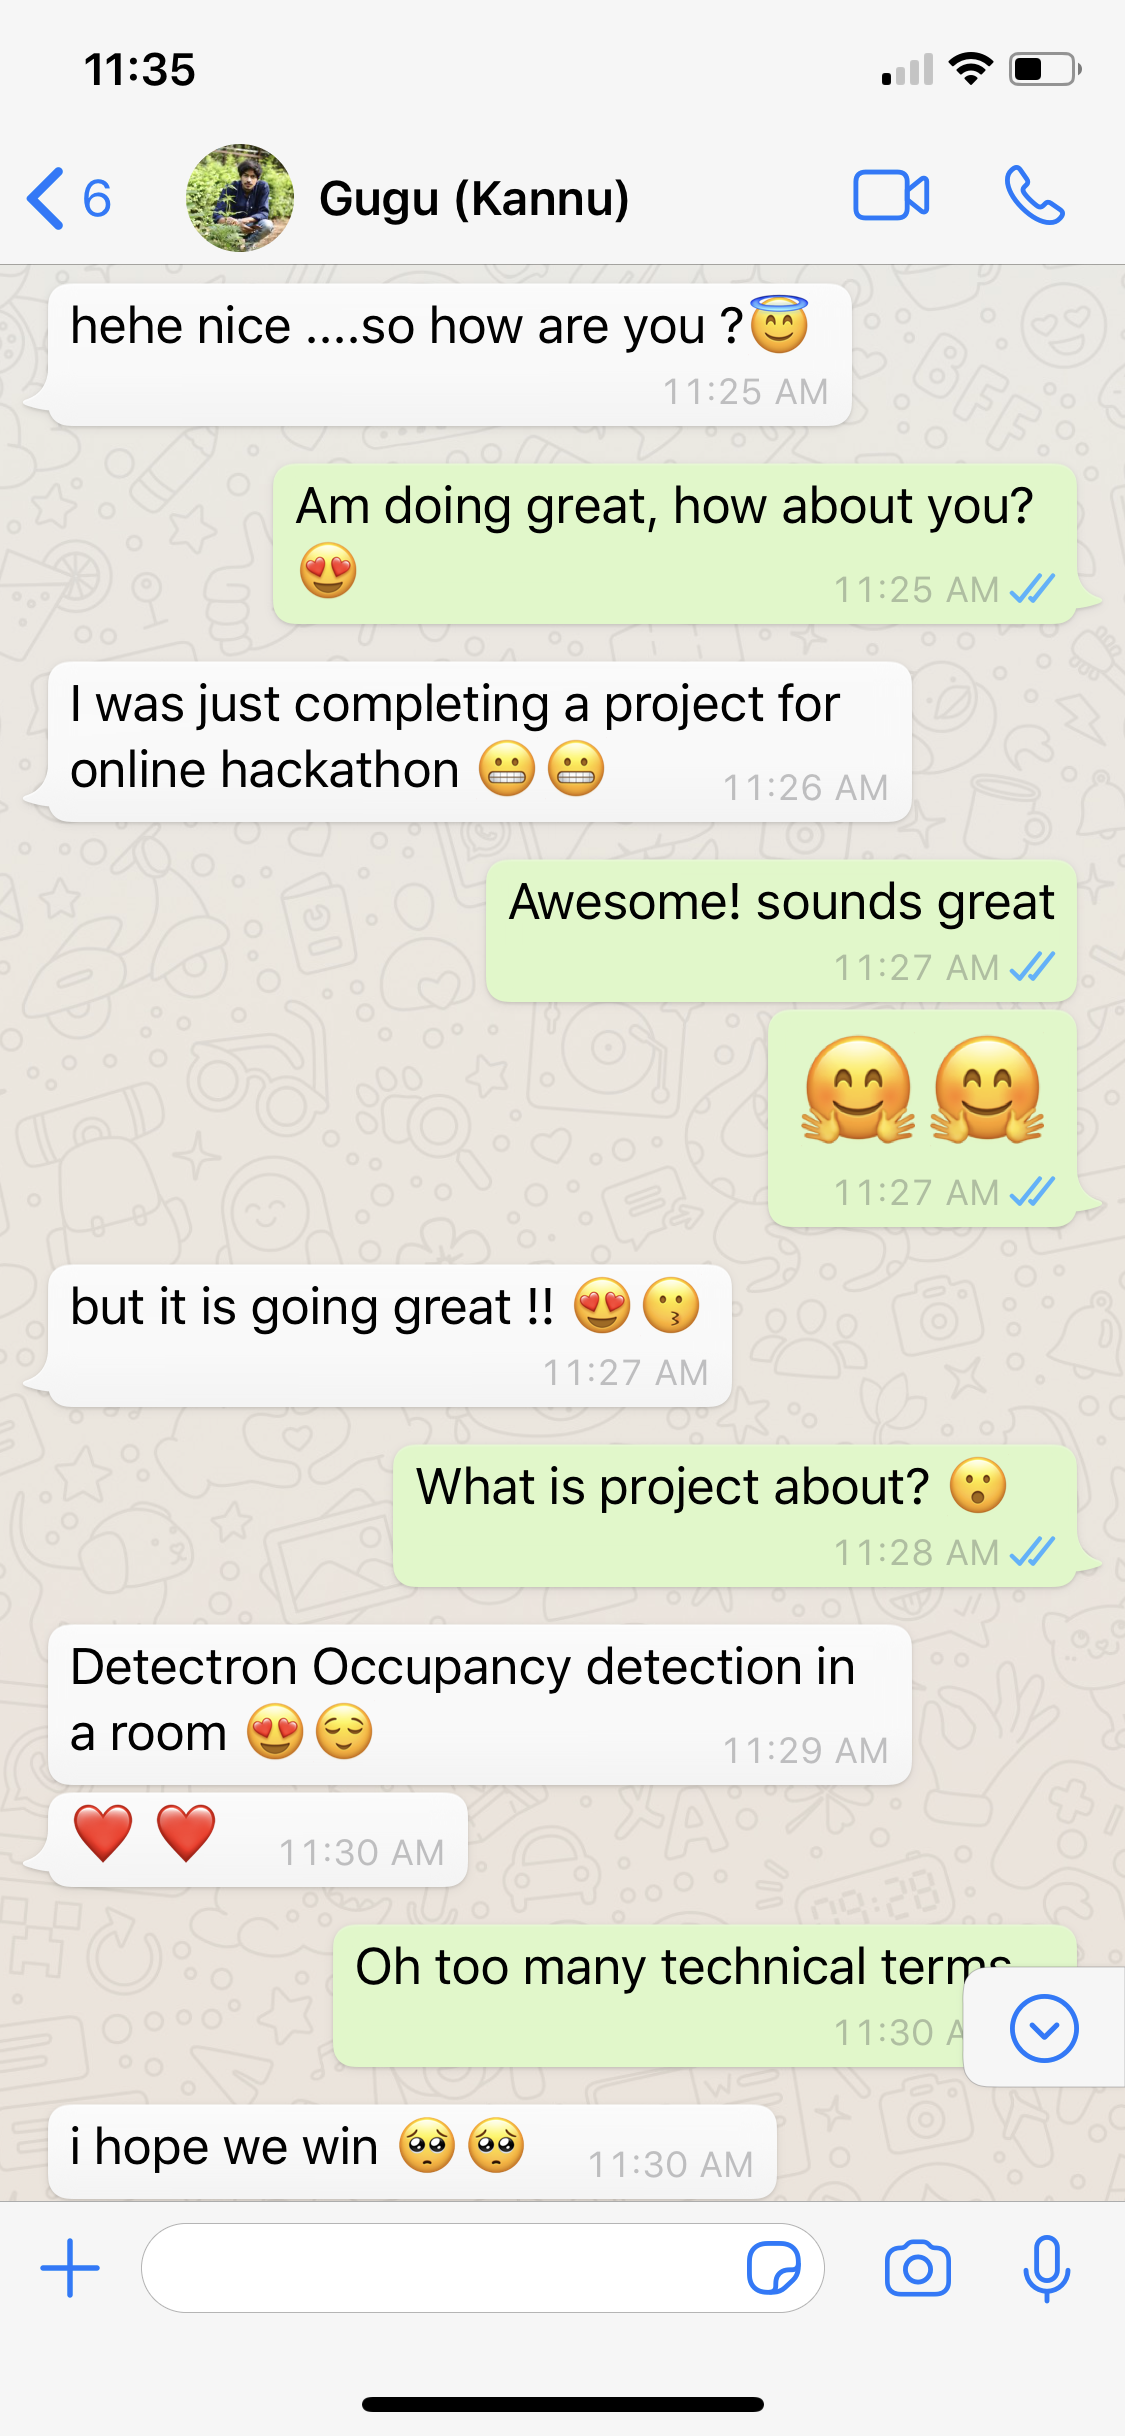 11:35
6
Gugu (Kannu)
hehe nice ....so how are you ?😇
11:25 AM
Am doing great, how about you?
😍
11:25 AM
I was just completing a project for
online hackathon 😬😬
11:26 AM
Awesome! sounds great
11:27 AM
🤗🤗
11:27 AM
but it is going great !! 😍😗
11:27 AM
What is project about? 😮
11:28 AM
Detectron Occupancy detection in
a room 😍😌
11:29 AM
❤️ ❤️
11:30 AM
Oh too many technical terms
11:30
i hope we win 🥺🥺
11:30 AM